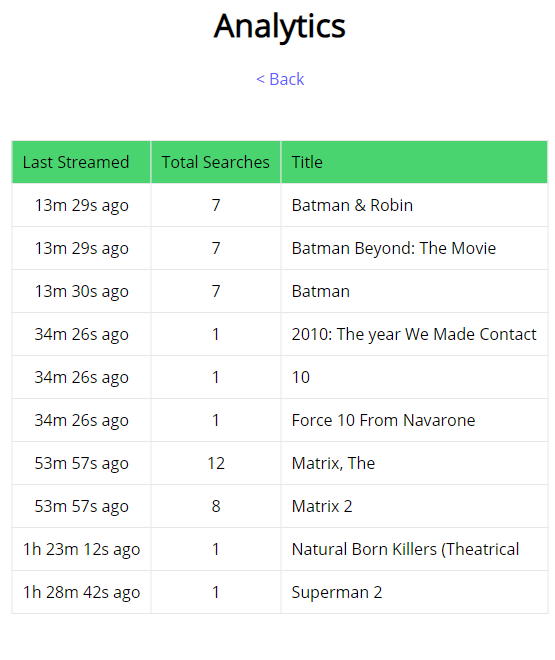 Analytics
< Back
Last Streamed Total Searches Title
13m 29s ago 7 Batman & Robin
13m 29s ago 7 Batman Beyond: The Movie
13m 30s ago 7 Batman
34m 26s ago 1 2010: The year We Made Contact
34m 26s ago 1 10
34m 26s ago 1 Force 10 From Navarone
53m 57s ago 12 Matrix, The
53m 57s ago 8 Matrix 2
1h 23m 12s ago 1 Natural Born Killers (Theatrical
1h 28m 42s ago 1 Superman 2